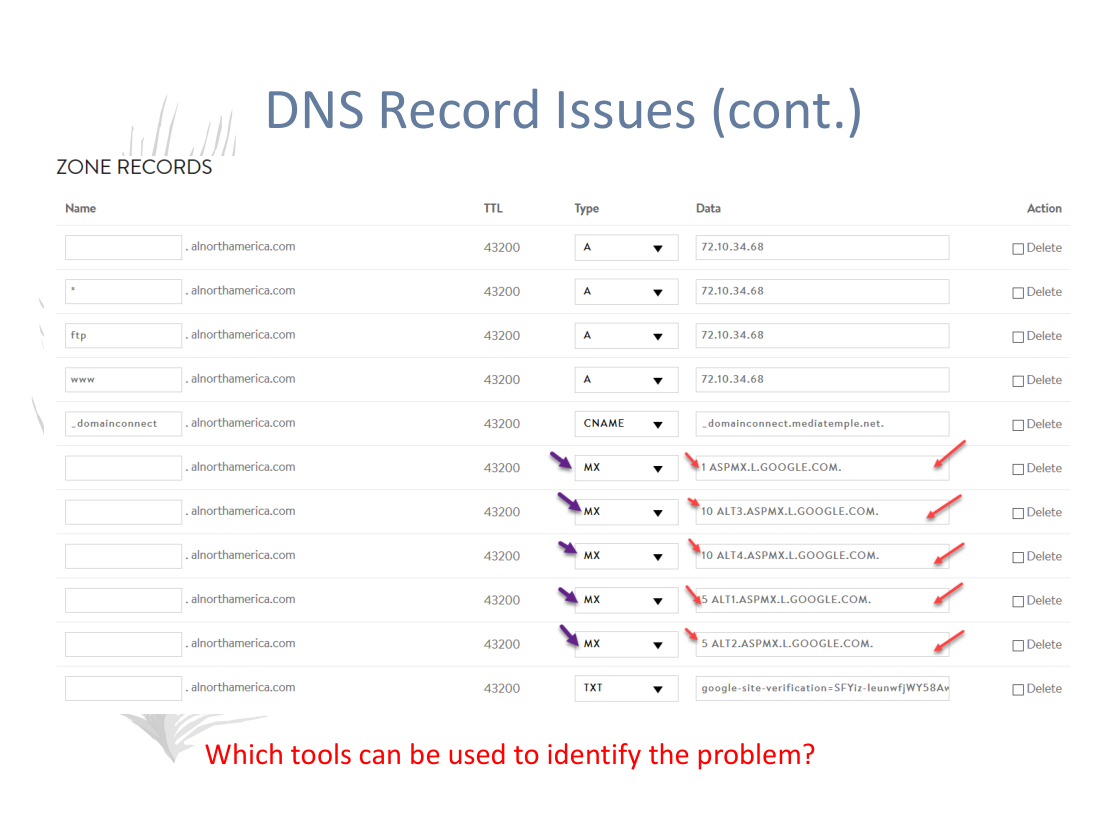 DNS Record Issues (cont.)
ZONE RECORDS
Name TTL Type Data Action
. alnorthamerica.com 43200 A 72.10.34.68 Delete
* . alnorthamerica.com 43200 A 72.10.34.68 Delete
ftp . alnorthamerica.com 43200 A 72.10.34.68 Delete
www . alnorthamerica.com 43200 A 72.10.34.68 Delete
_domainconnect . alnorthamerica.com 43200 CNAME _domainconnect.mediatemple.net. Delete
. alnorthamerica.com 43200 MX 1 ASPMX.L.GOOGLE.COM. Delete
. alnorthamerica.com 43200 MX 10 ALT3.ASPMX.L.GOOGLE.COM. Delete
. alnorthamerica.com 43200 MX 10 ALT4.ASPMX.L.GOOGLE.COM. Delete
. alnorthamerica.com 43200 MX 5 ALT1.ASPMX.L.GOOGLE.COM. Delete
. alnorthamerica.com 43200 MX 5 ALT2.ASPMX.L.GOOGLE.COM. Delete
. alnorthamerica.com 43200 TXT google-site-verification=SFYiz-leunwfjWY58A Delete
Which tools can be used to identify the problem?